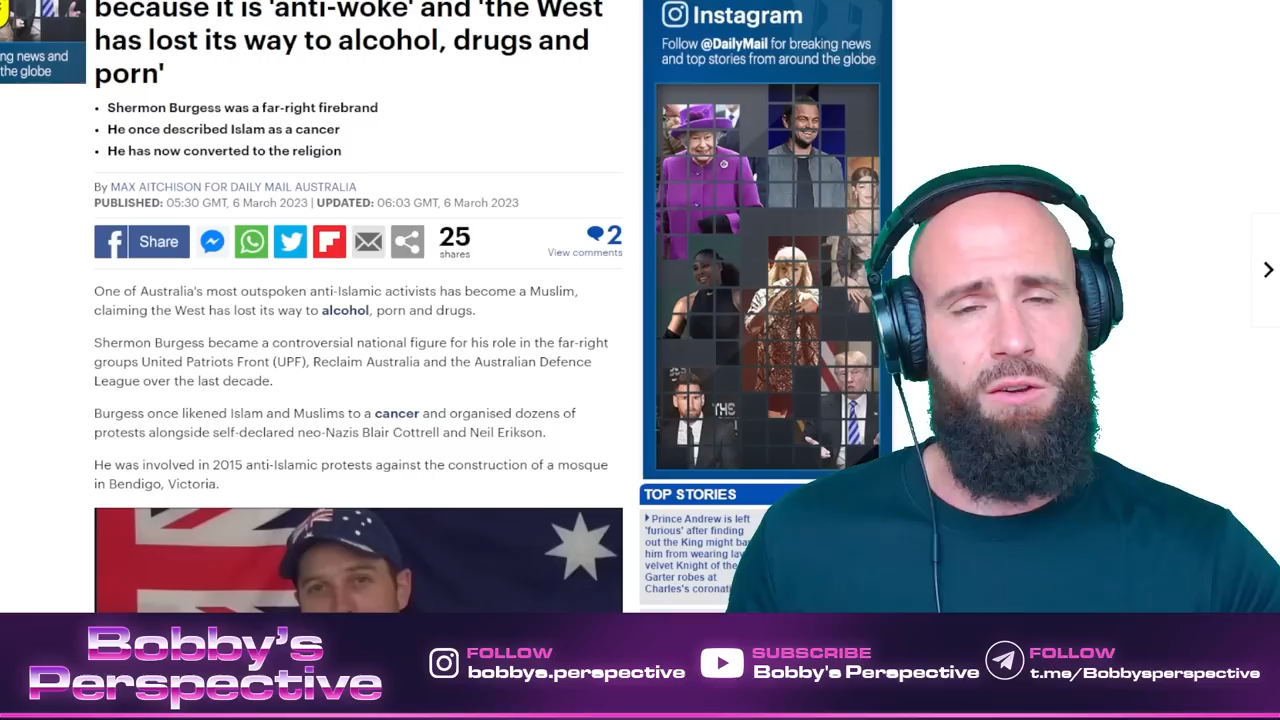 ng news and
the globe
because it is 'anti-woke' and 'the West
has lost its way to alcohol, drugs and
porn'
• Shermon Burgess was a far-right firebrand
• He once described Islam as a cancer
• He has now converted to the religion
By MAX AITCHISON FOR DAILY MAIL AUSTRALIA
PUBLISHED: 05:30 GMT, 6 March 2023 | UPDATED: 06:03 GMT, 6 March 2023
Share
25
shares
2
View comments
One of Australia's most outspoken anti-Islamic activists has become a Muslim,
claiming the West has lost its way to alcohol, porn and drugs.
Shermon Burgess became a controversial national figure for his role in the far-right
groups United Patriots Front (UPF), Reclaim Australia and the Australian Defence
League over the last decade.
Burgess once likened Islam and Muslims to a cancer and organised dozens of
protests alongside self-declared neo-Nazis Blair Cottrell and Neil Erikson.
He was involved in 2015 anti-Islamic protests against the construction of a mosque
in Bendigo, Victoria.
Instagram
Follow @DailyMail for breaking news
and top stories from around the globe
THE
TOP STORIES
Prince Andrew is left
'furious' after finding
out the King might ba
him from wearing lav
velvet Knight of the
Garter robes at
Charles's coronati
Bobby's
Perspective
FOLLOW
bobbys.perspective
SUBSCRIBE
Bobby's Perspective
FOLLOW
t.me/Bobbysperspective